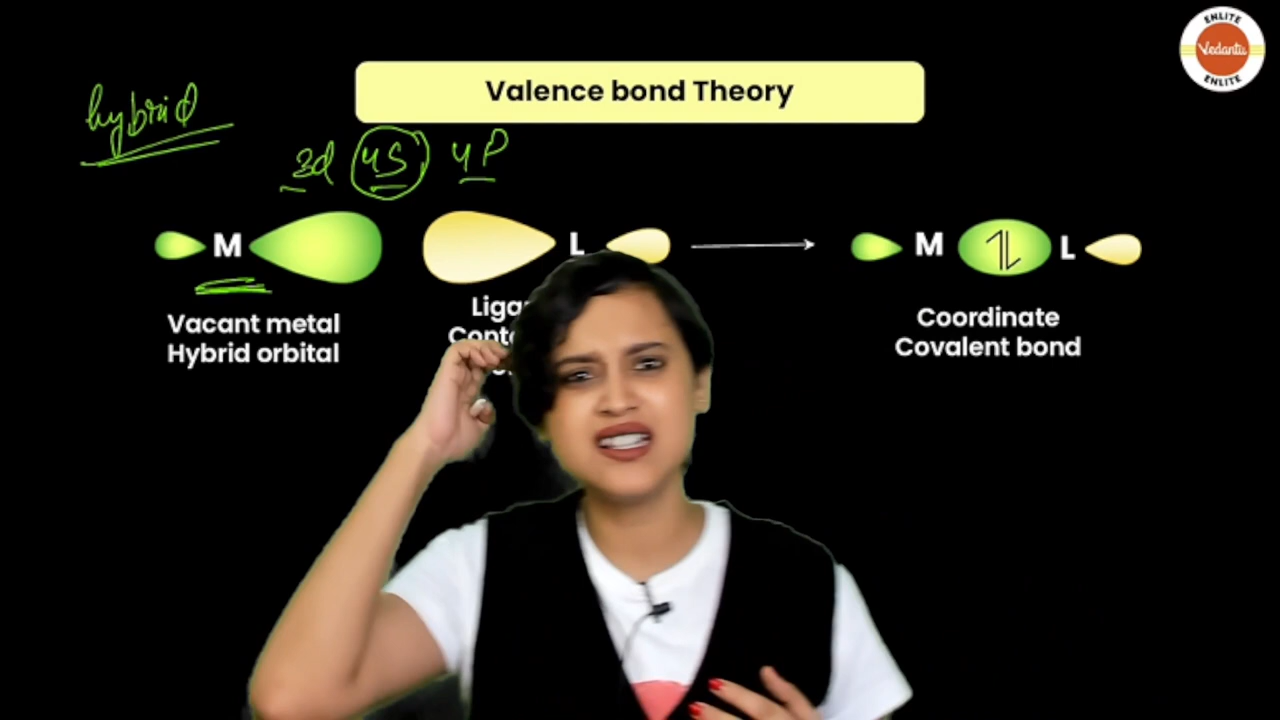 ENLITE
Vedantu
ENLITE
Valence bond Theory
hybrid
3d 4S 4P
M
L
M
L
Vacant metal
Hybrid orbital
Coordinate
Covalent bond